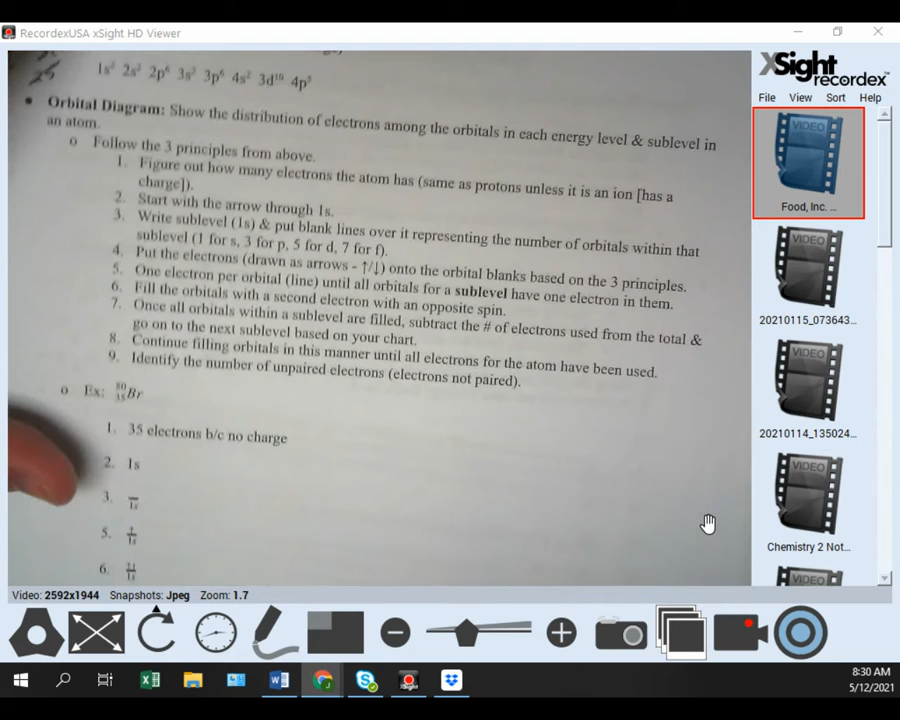 RecordexUSA xSight HD Viewer
XSight
recordex
File View Sort Help
1s² 2s² 2p⁶ 3s² 3p⁶ 4s² 3d¹⁰ 4p⁵
• Orbital Diagram: Show the distribution of electrons among the orbitals in each energy level & sublevel in
an atom.
o Follow the 3 principles from above.
1. Figure out how many electrons the atom has (same as protons unless it is an ion [has a
charge]).
2. Start with the arrow through 1s.
3. Write sublevel (1s) & put blank lines over it representing the number of orbitals within that
sublevel (1 for s, 3 for p, 5 for d, 7 for f).
4. Put the electrons (drawn as arrows - ↑/↓) onto the orbital blanks based on the 3 principles.
5. One electron per orbital (line) until all orbitals for a sublevel have one electron in them.
6. Fill the orbitals with a second electron with an opposite spin.
7. Once all orbitals within a sublevel are filled, subtract the # of electrons used from the total &
go on to the next sublevel based on your chart.
8. Continue filling orbitals in this manner until all electrons for the atom have been used.
9. Identify the number of unpaired electrons (electrons not paired).
o Ex: ⁸⁰₃₅Br
1. 35 electrons b/c no charge
2. 1s
3. 1s
5. ↑ 1s
6. ↑↓ 1s
VIDEO
Food, Inc. ...
VIDEO
20210115_073643...
VIDEO
20210114_135024...
VIDEO
Chemistry 2 Not...
VIDEO
Video: 2592x1944 Snapshots: Jpeg Zoom: 1.7
8:30 AM
5/12/2021